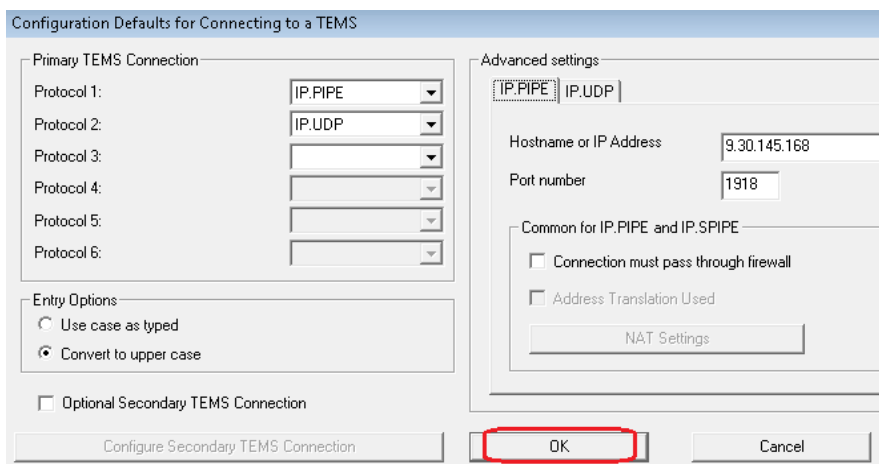 Configuration Defaults for Connecting to a TEMS
Primary TEMS Connection
Protocol 1: IP.PIPE
Protocol 2: IP.UDP
Protocol 3:
Protocol 4:
Protocol 5:
Protocol 6:
Entry Options
Use case as typed
Convert to upper case
Optional Secondary TEMS Connection
Configure Secondary TEMS Connection
Advanced settings
IP.PIPE IP.UDP
Hostname or IP Address 9.30.145.168
Port number 1918
Common for IP.PIPE and IP.SPIPE
Connection must pass through firewall
Address Translation Used
NAT Settings
OK Cancel